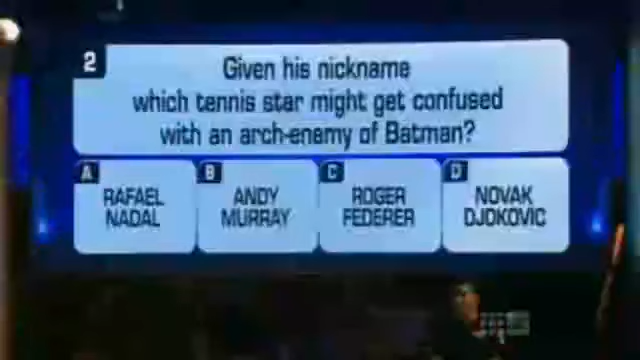 2
Given his nickname
which tennis star might get confused
with an arch-enemy of Batman?
A
RAFAEL
NADAL
B
ANDY
MURRAY
C
ROGER
FEDERER
D
NOVAK
DJOKOVIC